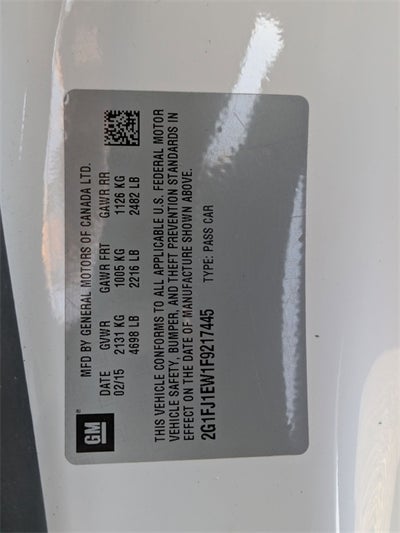 GM®
MFD BY GENERAL MOTORS OF CANADA LTD.
DATE GVWR GAWR FRT GAWR RR
02/15 2131 KG 1005 KG 1126 KG
4698 LB 2216 LB 2482 LB
THIS VEHICLE CONFORMS TO ALL APPLICABLE U.S. FEDERAL MOTOR
VEHICLE SAFETY, BUMPER, AND THEFT PREVENTION STANDARDS IN
EFFECT ON THE DATE OF MANUFACTURE SHOWN ABOVE.
2G1FJ1EW1F9217445 TYPE: PASS CAR